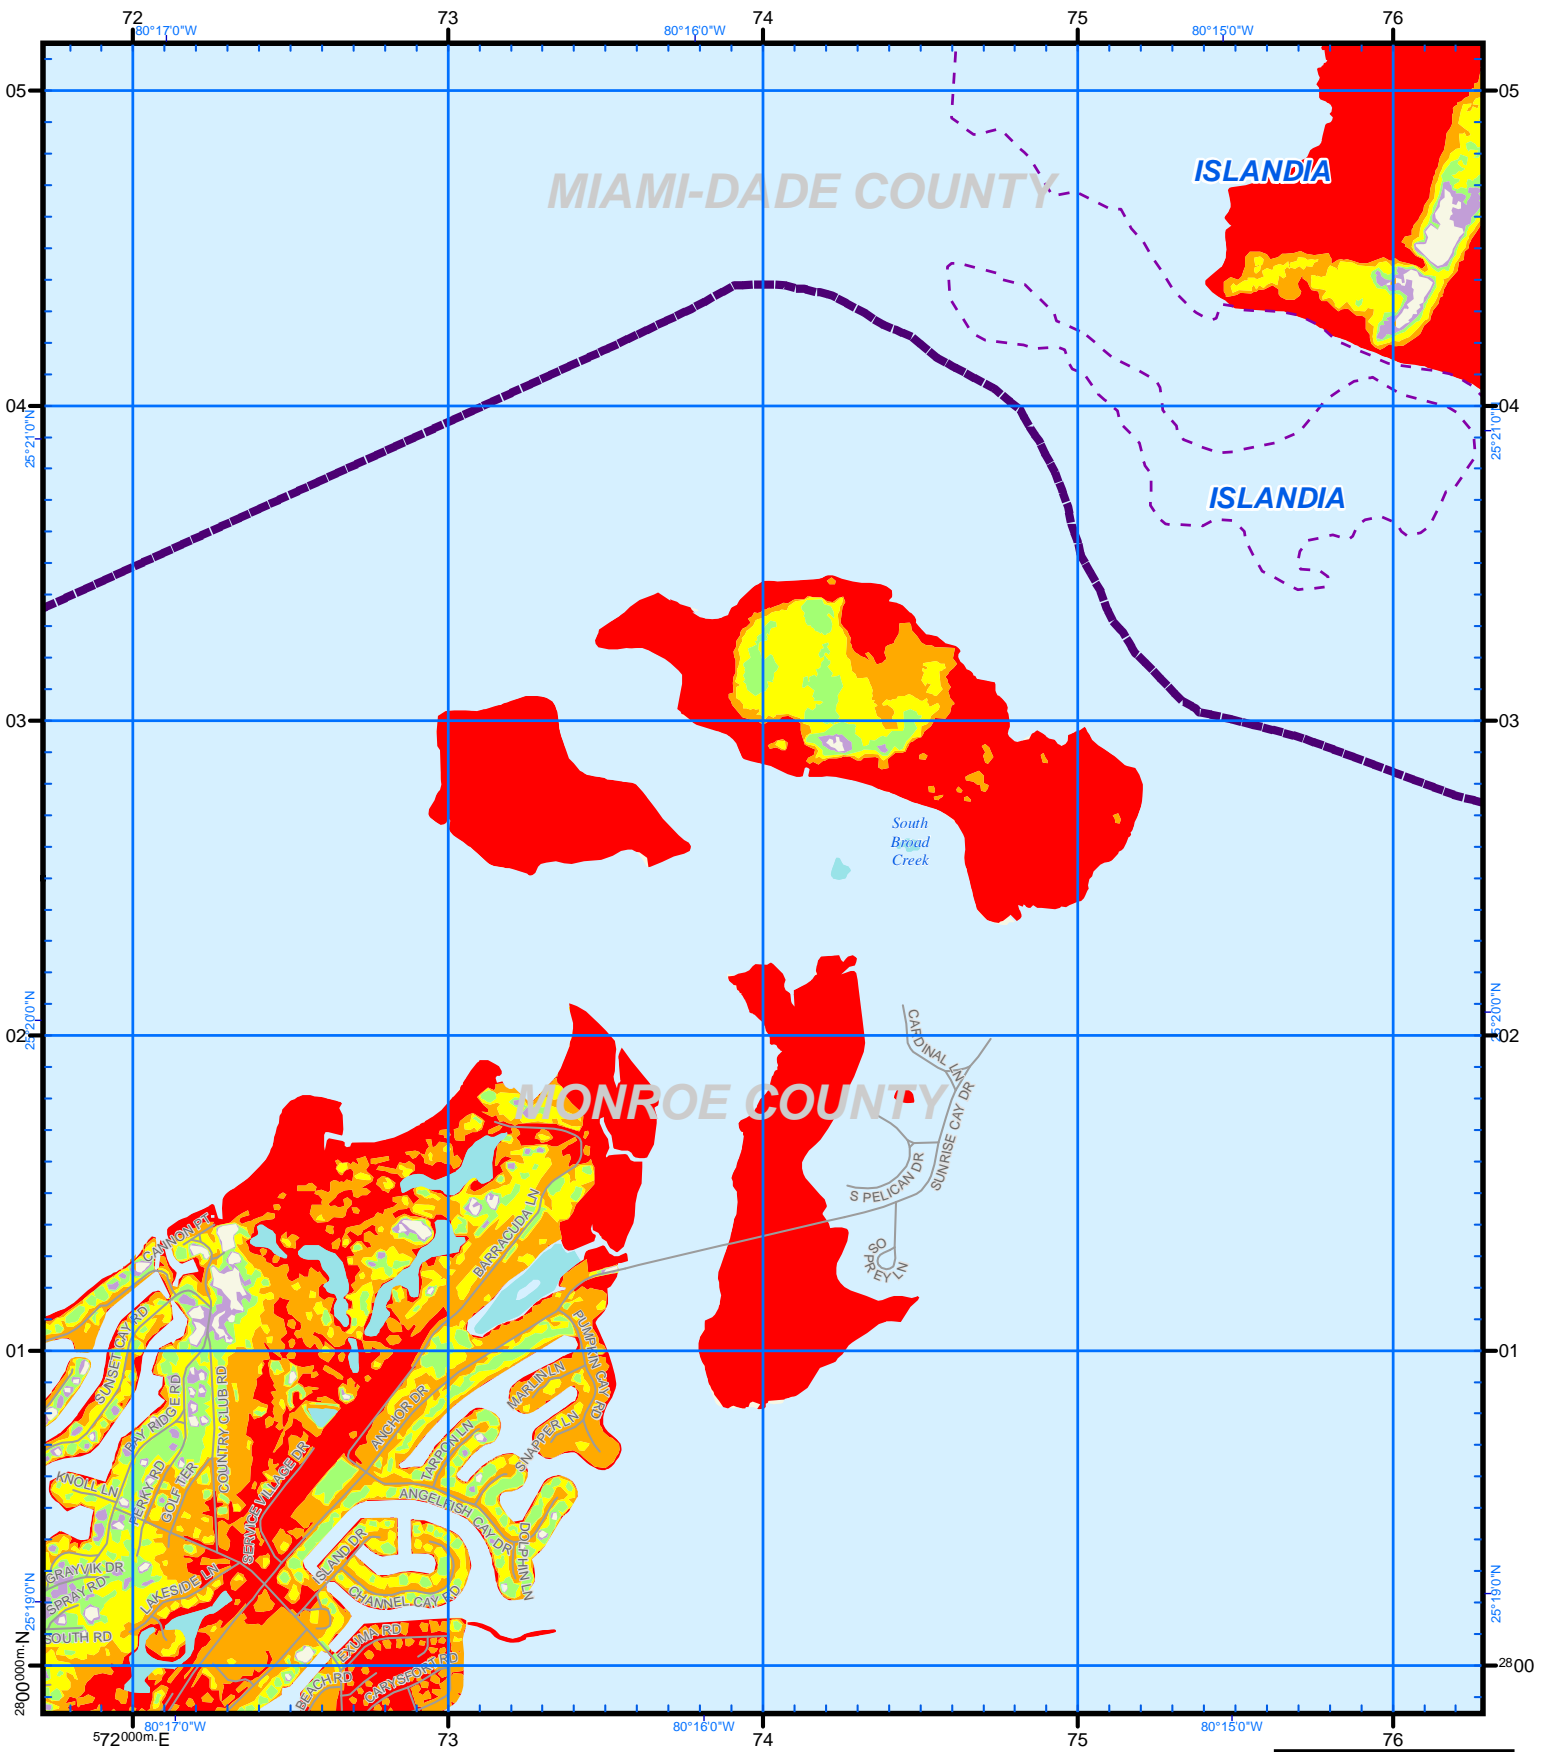 72 73 74 75 76
80°17'0"W 80°16'0"W 80°15'0"W
05 05
ISLANDIA
MIAMI-DADE COUNTY
04 04
25°21'0"N 25°21'0"N
ISLANDIA
03 03
South
Broad
Creek
25°20'0"N 25°20'0"N
02 02
CARDINAL LN
MONROE COUNTY
SUNRISE CAY DR
S PELICAN DR
BARRACUDA LN
CANNON PT
OSPREY LN
SUNSET CAY RD
PUMPKIN CAY RD
01 01
MARLIN LN
BAY RIDGE RD
COUNTRY CLUB RD
ANCHOR DR
SNAPPER LN
TARPON LN
KNOLL LN
PERKY RD
GOLF TER
SERVICE VILLAGE DR
ANGELFISH CAY DR
DOLPHIN LN
ISLAND DR
GRAYVIK DR
SPRAY RD
LAKESIDE LN
CHANNEL CAY RD
25°19'0"N 25°19'0"N
SOUTH RD
EXUMA RD
CARYSFORT RD
BEACH RD
2800000m. N
2800
80°17'0"W 80°16'0"W 80°15'0"W
572000m. E 73 74 75 76